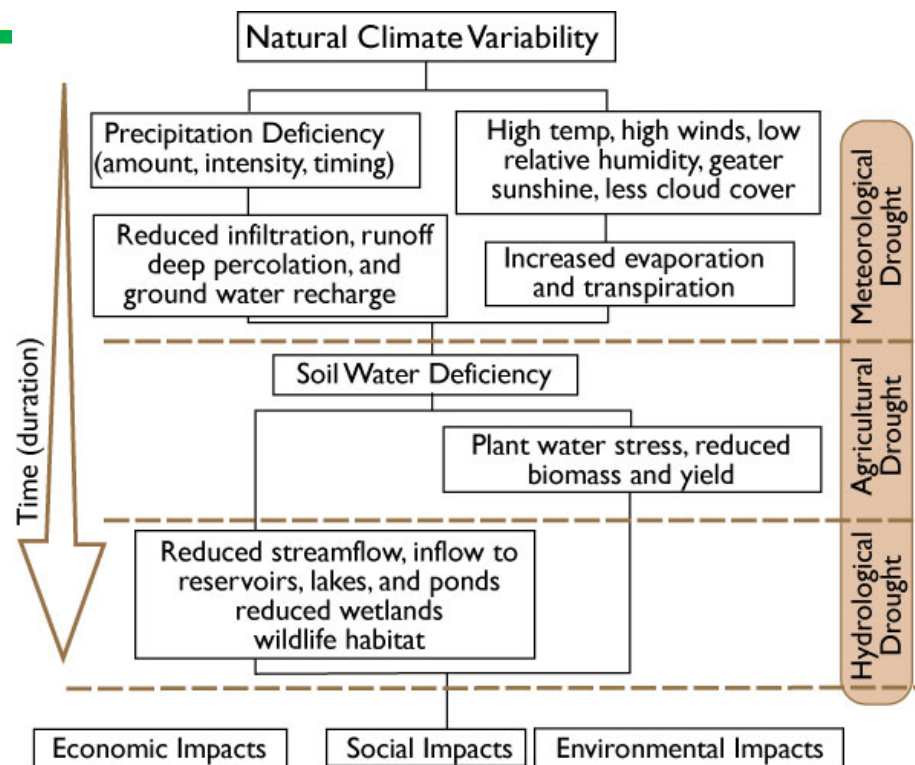 Natural Climate Variability
Precipitation Deficiency
(amount, intensity, timing)
High temp, high winds, low
relative humidity, geater
sunshine, less cloud cover
Reduced infiltration, runoff
deep percolation, and
ground water recharge
Increased evaporation
and transpiration
Meteorological
Drought
Soil Water Deficiency
Plant water stress, reduced
biomass and yield
Agricultural
Drought
Time (duration)
Reduced streamflow, inflow to
reservoirs, lakes, and ponds
reduced wetlands
wildlife habitat
Hydrological
Drought
Economic Impacts
Social Impacts
Environmental Impacts